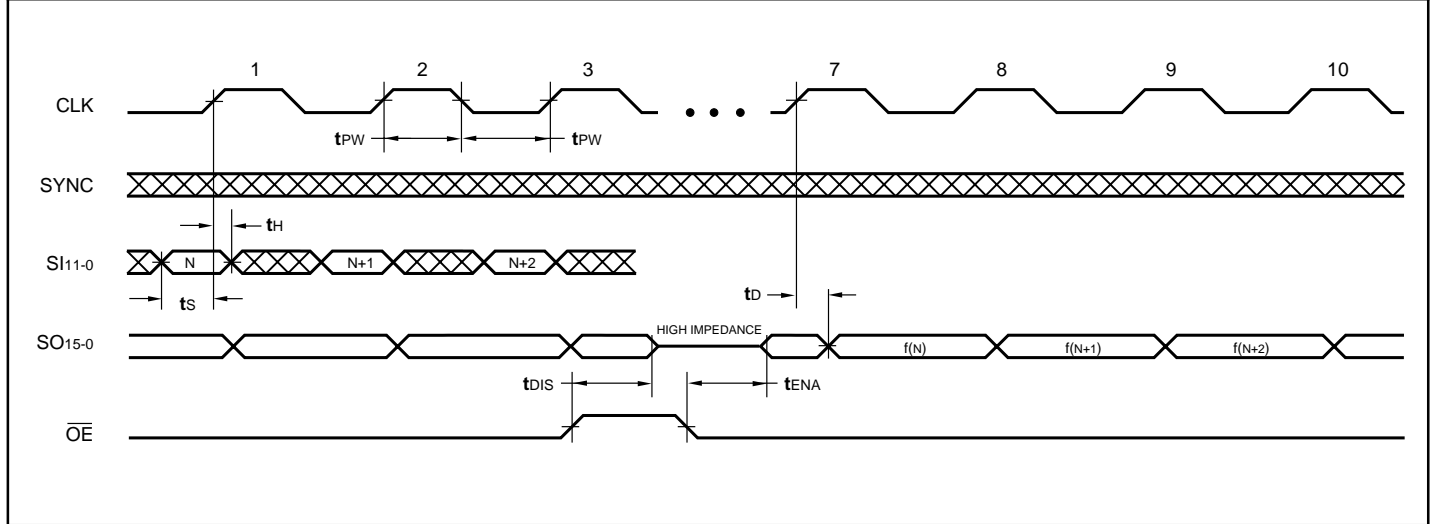 1 2 3 7 8 9 10
CLK
tPW tPW
SYNC
tH
SI11-0 N N+1 N+2
tS tD
HIGH IMPEDANCE
SO15-0 f(N) f(N+1) f(N+2)
tDIS tENA
OE